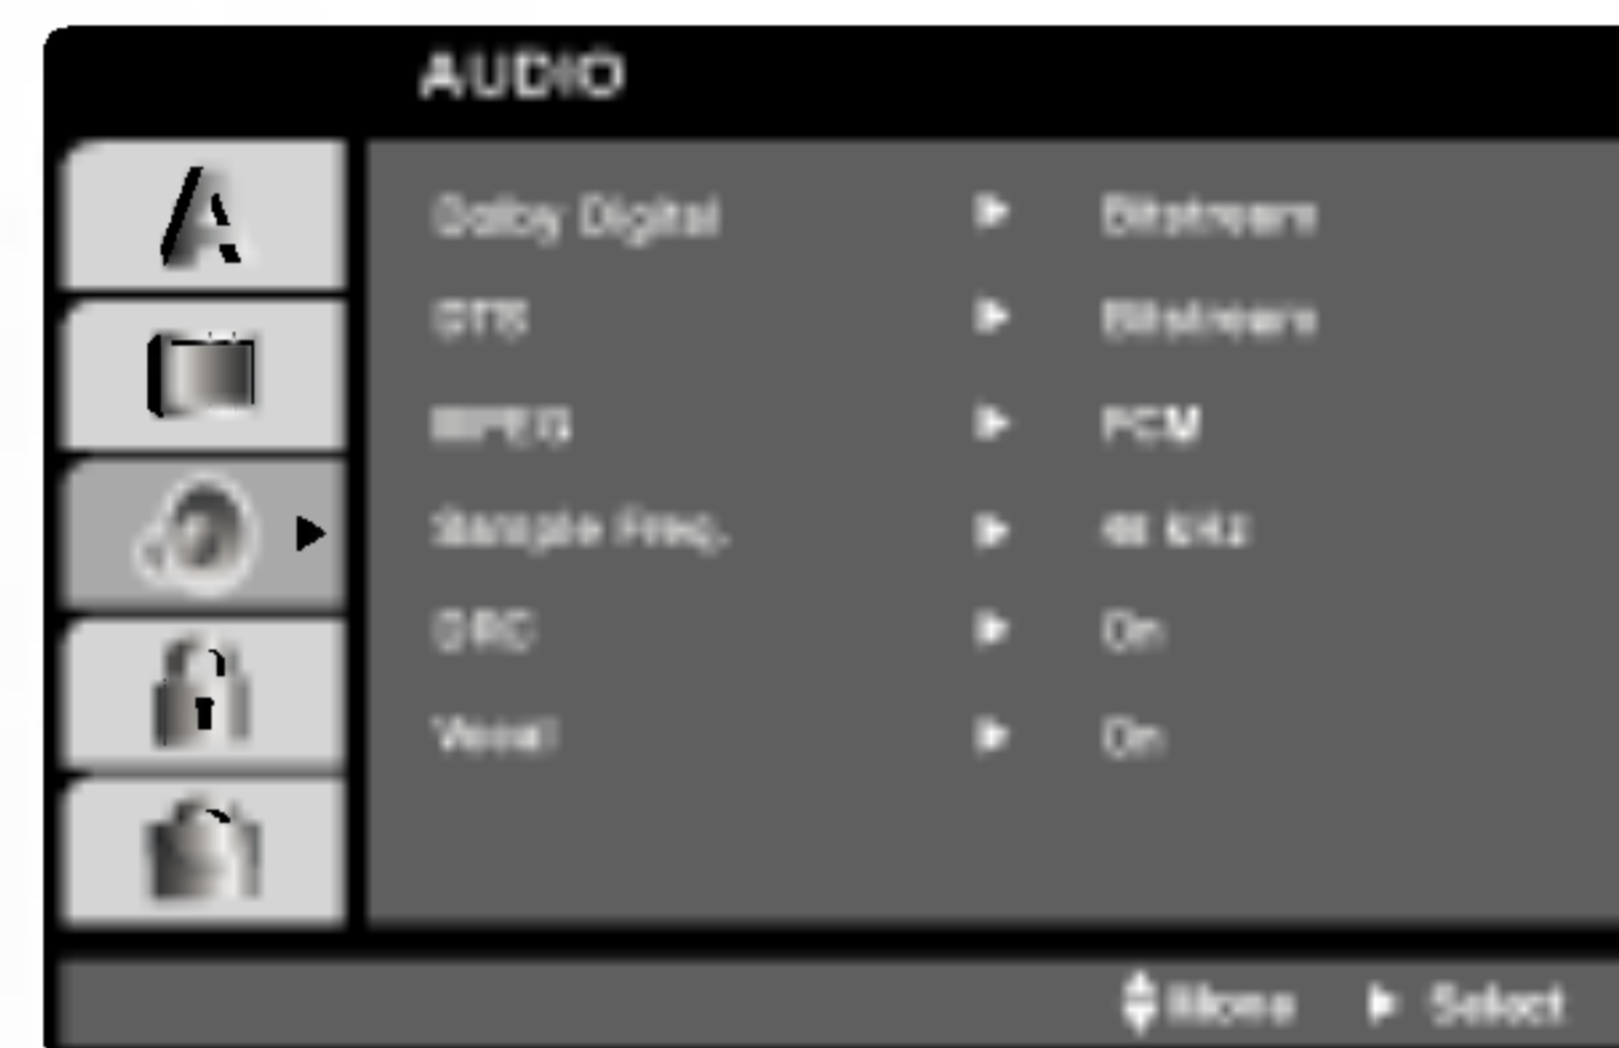 AUDIO
Dolby Digital Bitstream
DTS Bitstream
MPEG PCM
Sample Freq. 48 kHz
DRC On
Vocal On
Move Select